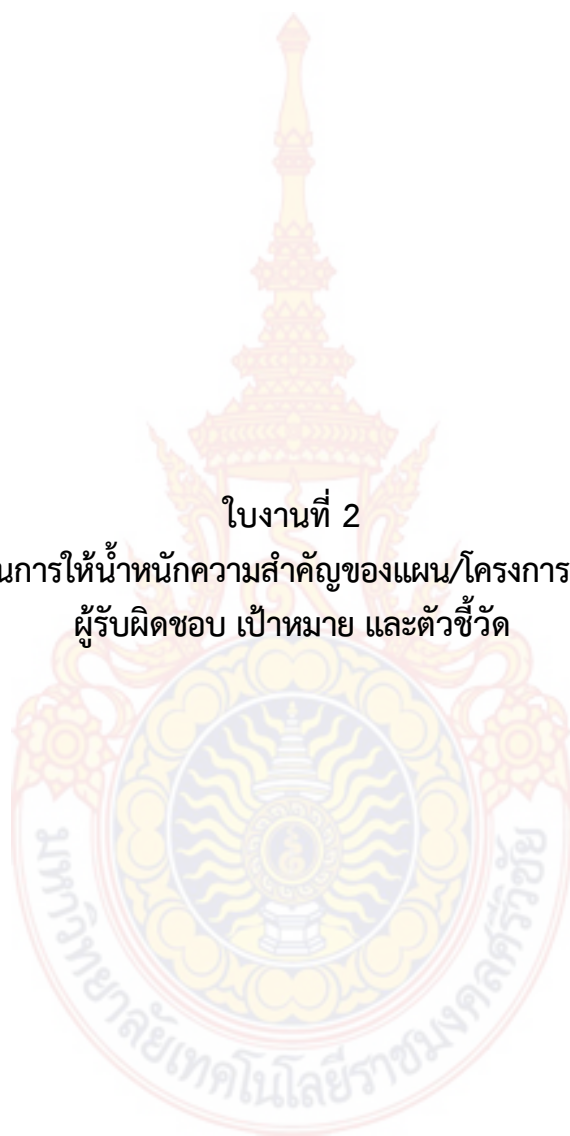 ใบงานที่ 2
นการให้น้ำหนักความสำคัญของแผน/โครงการ
ผู้รับผิดชอบ เป้าหมาย และตัวชี้วัด
มหาวิทยาลัยเทคโนโลยีราชมงคลศรีวิชัย